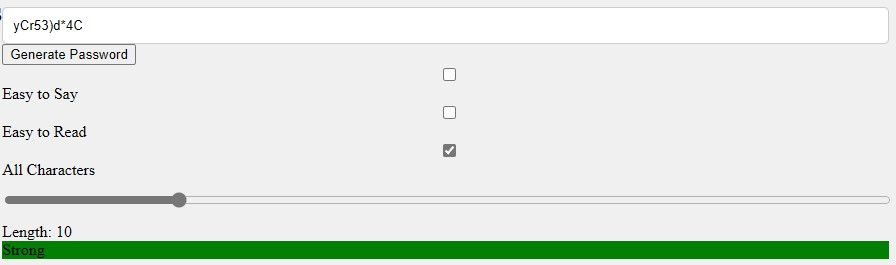 yCr53)d*4C
Generate Password
Easy to Say
Easy to Read
All Characters
Length: 10
Strong